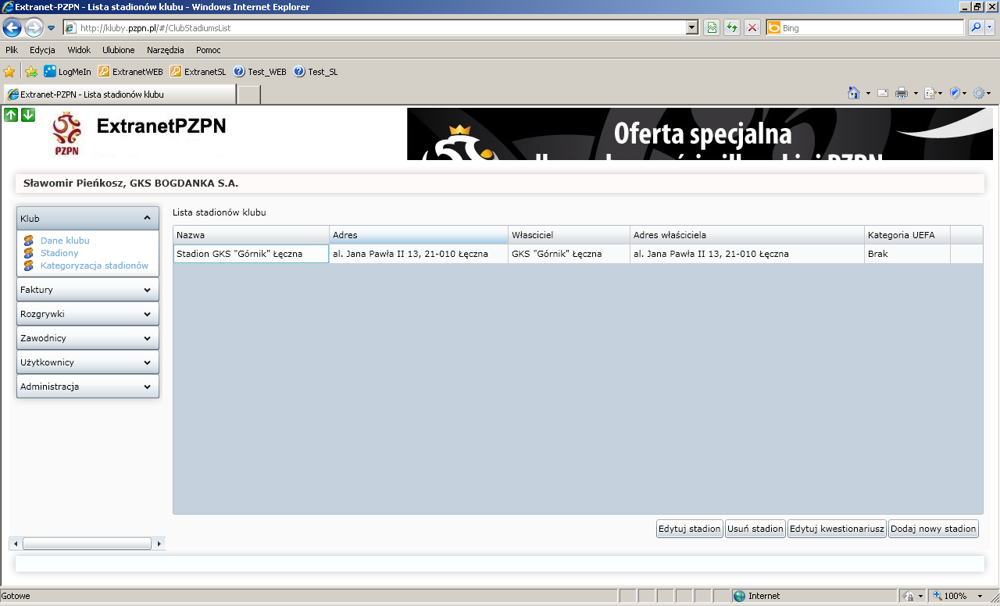 Extranet-PZPN - Lista stadionów klubu - Windows Internet Explorer
http://kluby.pzpn.pl/#/ClubStadiumsList
Bing
Plik Edycja Widok Ulubione Narzędzia Pomoc
LogMeIn ExtranetWEB ExtranetSL Test_WEB Test_SL
Extranet-PZPN - Lista stadionów klubu
PZPN
ExtranetPZPN
Oferta specjalna
Sławomir Pieńkosz, GKS BOGDANKA S.A.
Klub
Dane klubu
Stadiony
Kategoryzacja stadionów
Faktury
Rozgrywki
Zawodnicy
Użytkownicy
Administracja
Lista stadionów klubu
Nazwa Adres Własciciel Adres właściciela Kategoria UEFA
Stadion GKS "Górnik" Łęczna al. Jana Pawła II 13, 21-010 Łęczna GKS "Górnik" Łęczna al. Jana Pawła II 13, 21-010 Łęczna Brak
Edytuj stadion Usuń stadion Edytuj kwestionariusz Dodaj nowy stadion
Gotowe Internet 100%